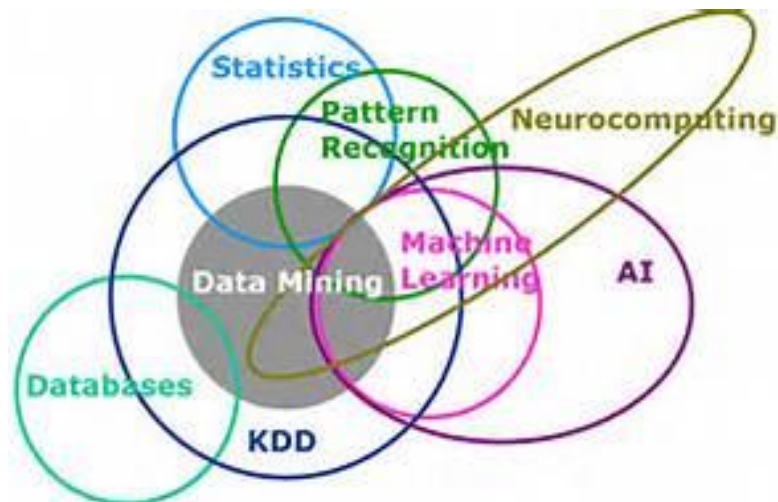 Statistics
Pattern
Recognition
Neurocomputing
Machine
Learning
Data Mining
AI
Databases
KDD